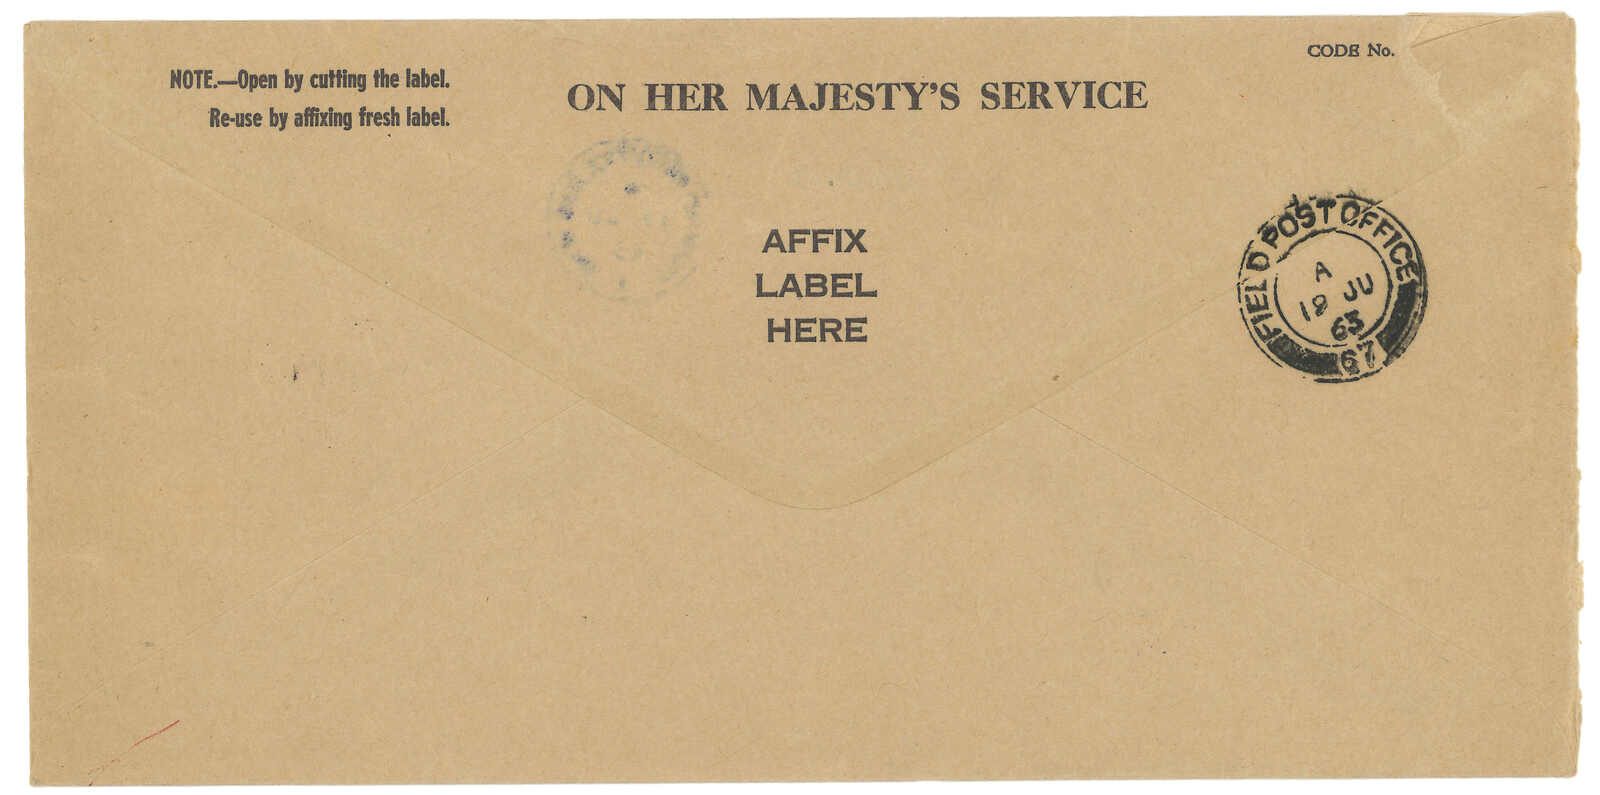 CODE No.
NOTE.—Open by cutting the label.
Re-use by affixing fresh label.
ON HER MAJESTY'S SERVICE
AFFIX
LABEL
HERE
FIELD POST OFFICE
A
19 JU
63
67